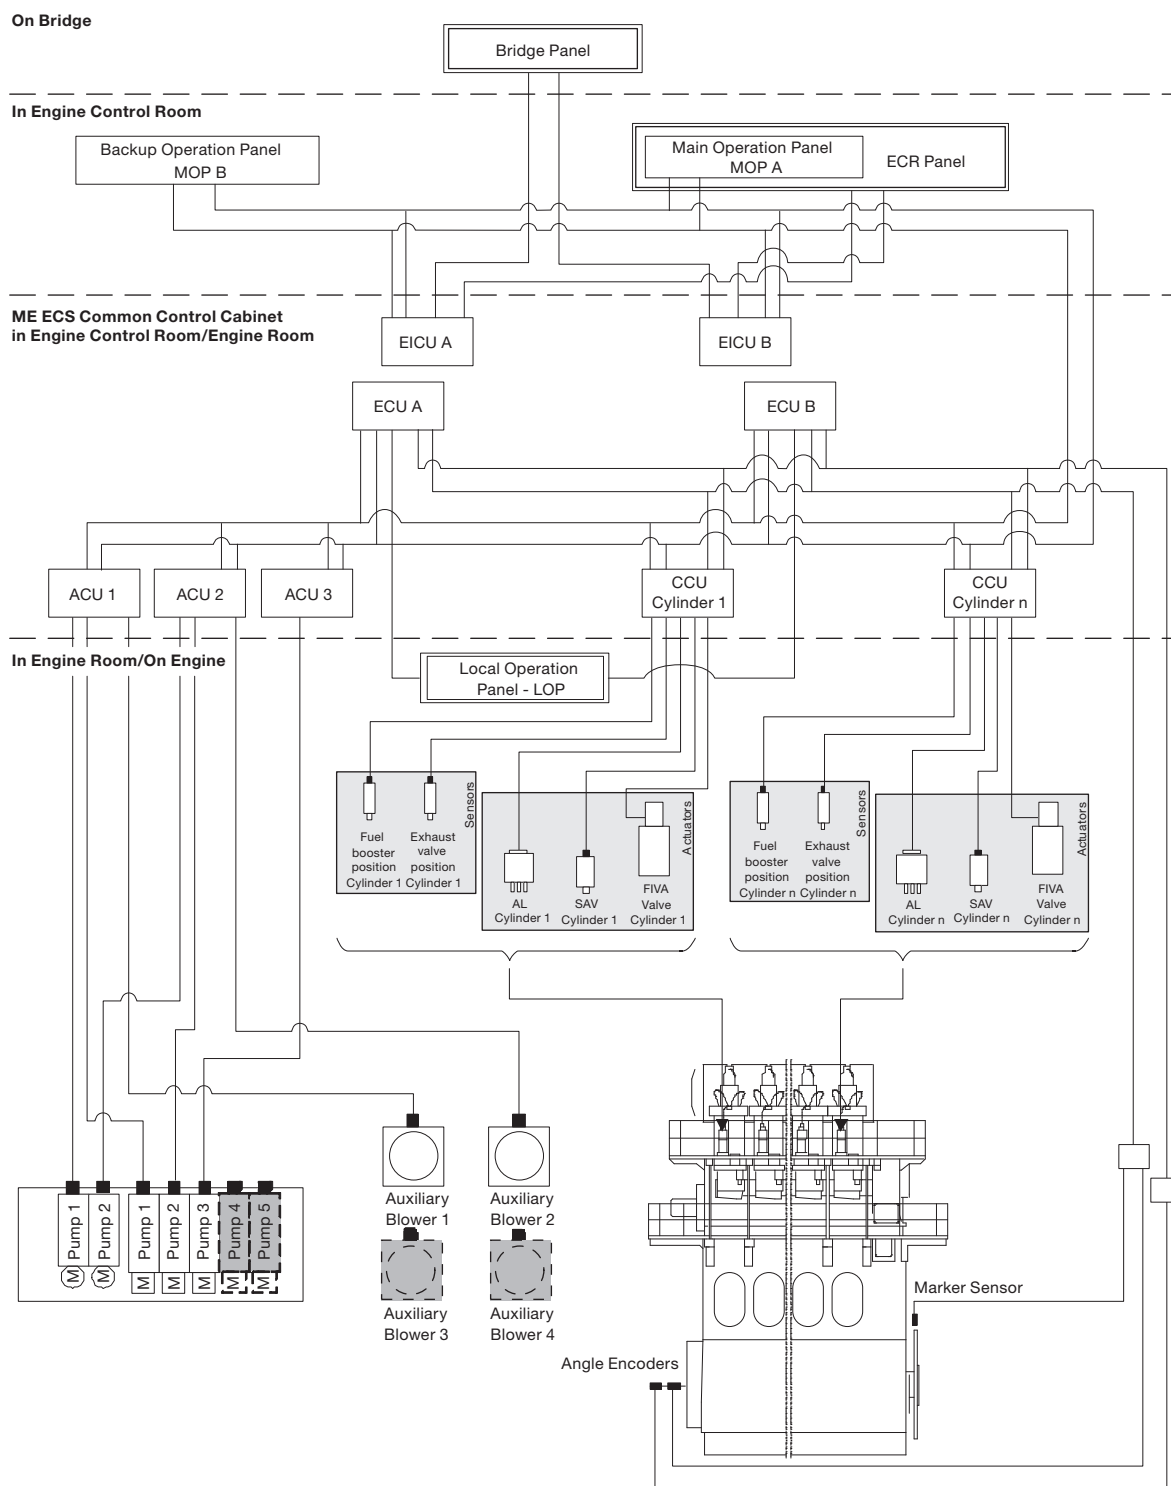 On Bridge
Bridge Panel
In Engine Control Room
Backup Operation Panel
MOP B
Main Operation Panel
MOP A
ECR Panel
ME ECS Common Control Cabinet
in Engine Control Room/Engine Room
EICU A
EICU B
ECU A
ECU B
ACU 1
ACU 2
ACU 3
CCU
Cylinder 1
CCU
Cylinder n
In Engine Room/On Engine
Local Operation
Panel - LOP
Sensors
Fuel
booster
position
Cylinder 1
Exhaust
valve
position
Cylinder 1
Actuators
AL
Cylinder 1
SAV
Cylinder 1
FIVA
Valve
Cylinder 1
Sensors
Fuel
booster
position
Cylinder n
Exhaust
valve
position
Cylinder n
Actuators
AL
Cylinder n
SAV
Cylinder n
FIVA
Valve
Cylinder n
M Pump 1
M Pump 2
M Pump 1
M Pump 2
M Pump 3
M Pump 4
M Pump 5
Auxiliary
Blower 1
Auxiliary
Blower 2
Auxiliary
Blower 3
Auxiliary
Blower 4
Marker Sensor
Angle Encoders